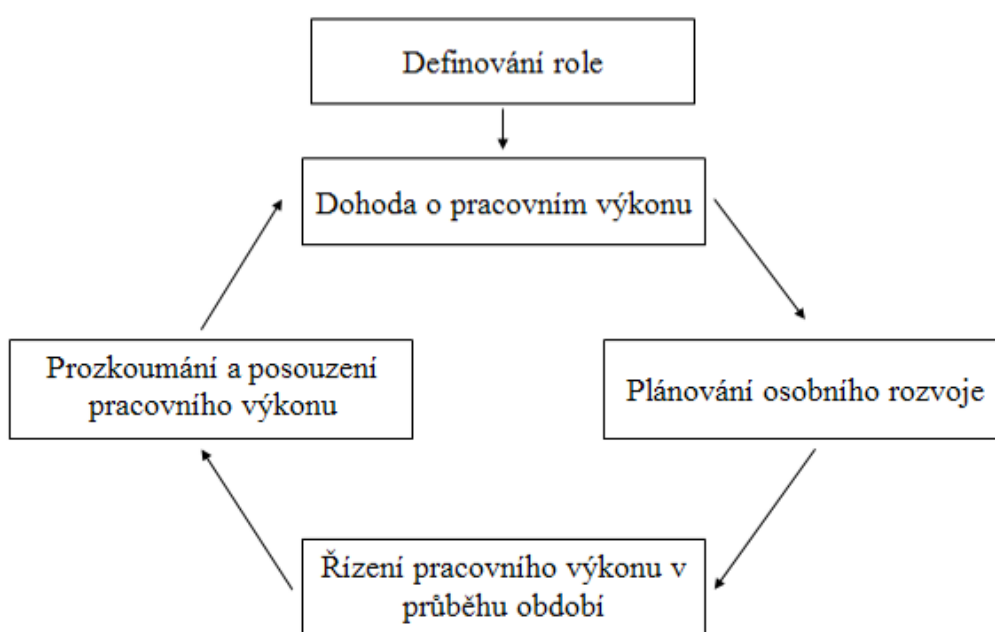 Definování role
Dohoda o pracovním výkonu
Prozkoumání a posouzení
pracovního výkonu
Plánování osobního rozvoje
Řízení pracovního výkonu v
průběhu období